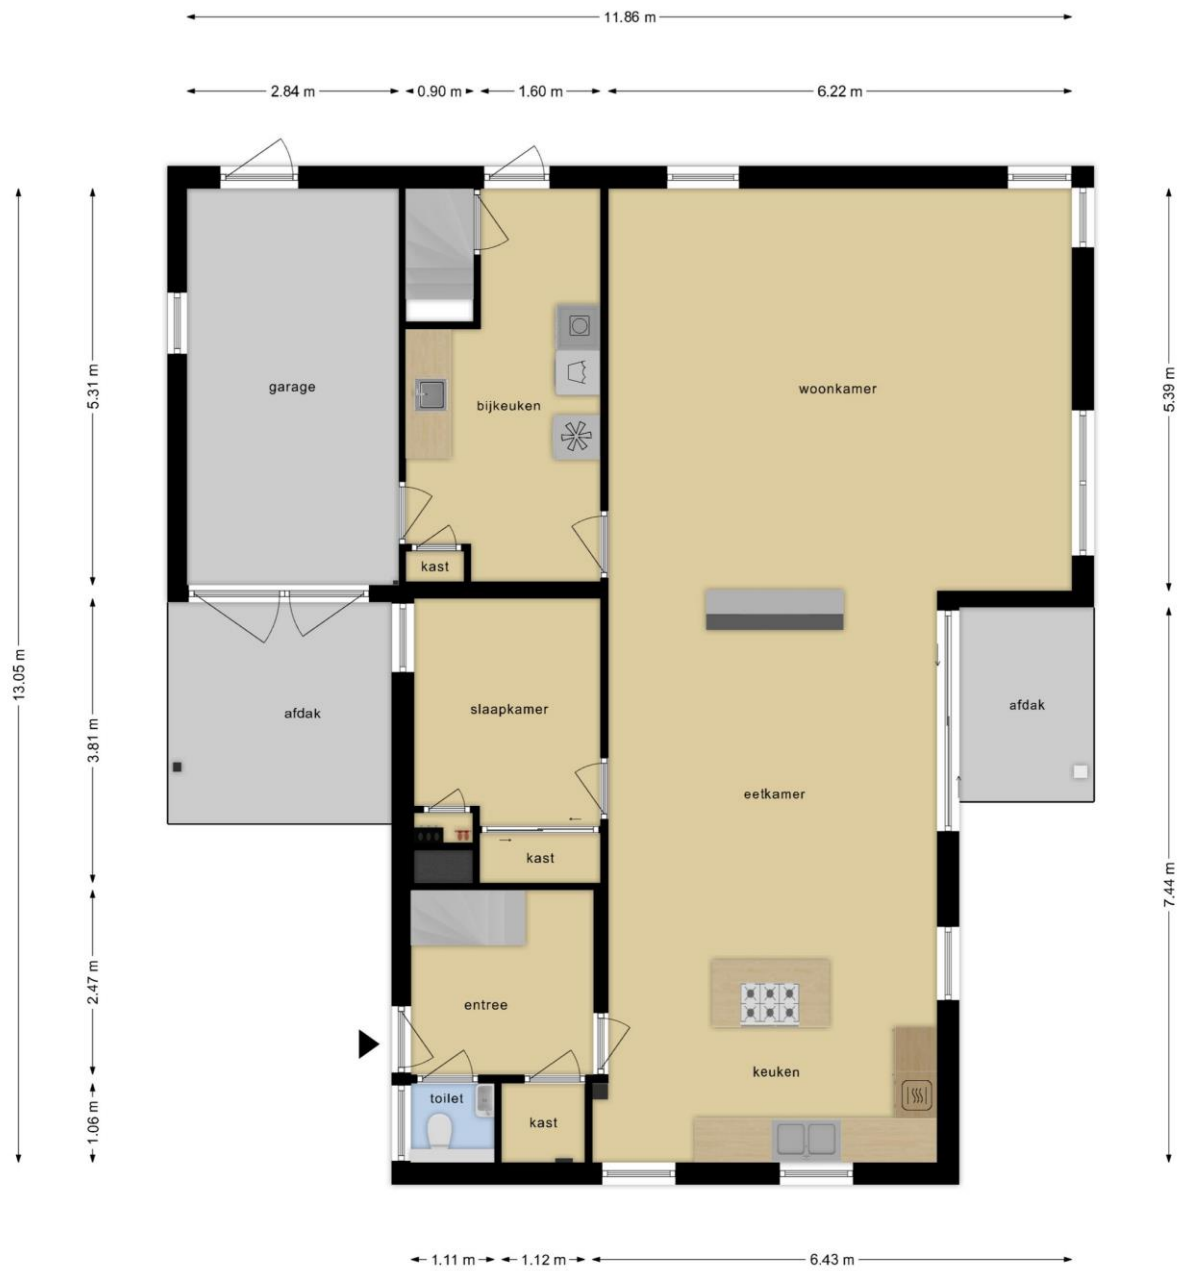 11.86 m
2.84 m 0.90 m 1.60 m 6.22 m
garage
woonkamer
bijkeuken
5.31 m
5.39 m
kast
13.05 m
slaapkamer
afdak
afdak
3.81 m
eetkamer
kast
7.44 m
2.47 m
entree
keuken
toilet
kast
1.06 m
1.11 m 1.12 m 6.43 m